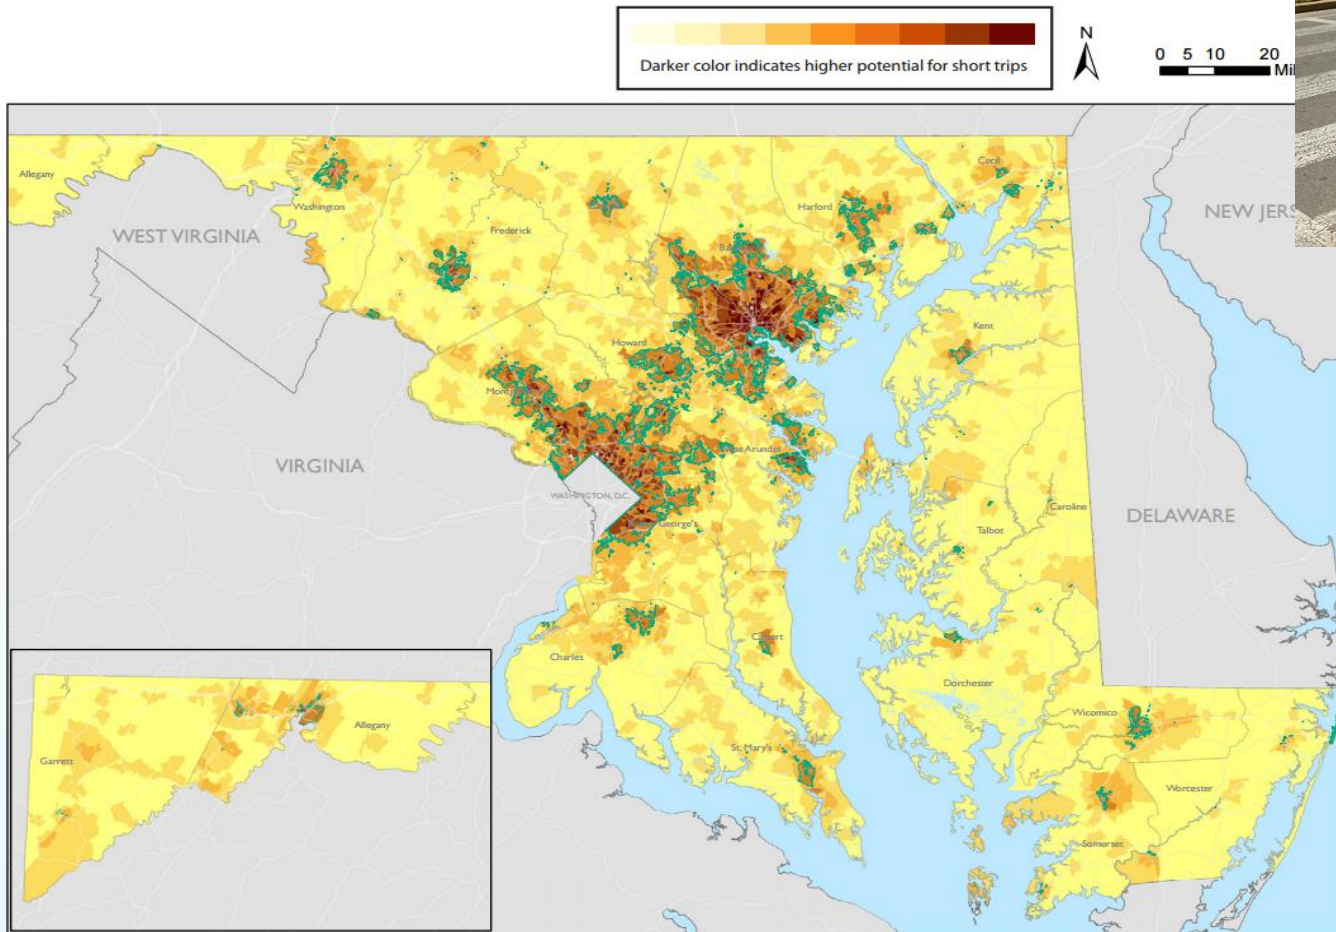 Darker color indicates higher potential for short trips
N
0 5 10 20
Allegany
Washington
Frederick
Harford
Cecil
WEST VIRGINIA
NEW JERS
Kent
Howard
VIRGINIA
WASHINGTON, D.C.
George's
Talbot
Caroline
DELAWARE
Charles
Dorchester
Wicomico
Allegany
Garrett
St. Mary's
Worcester
Somerset